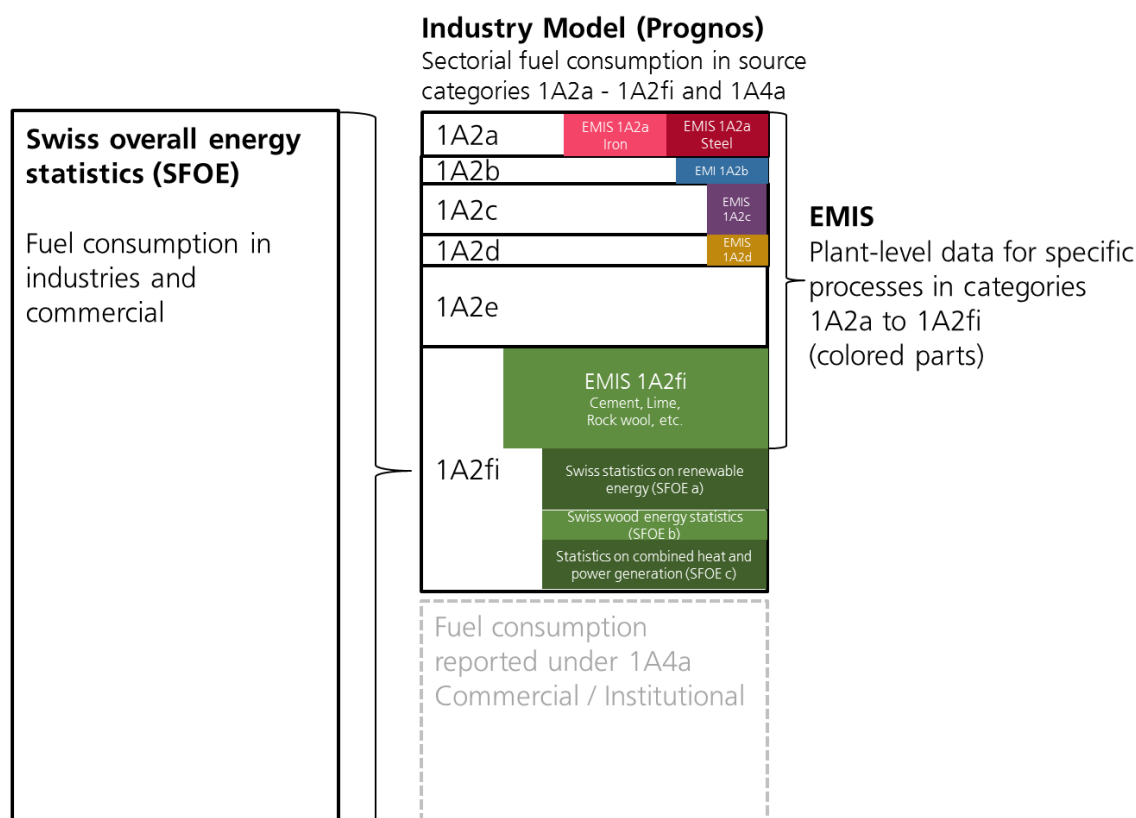 Industry Model (Prognos)
Sectorial fuel consumption in source
categories 1A2a - 1A2fi and 1A4a
Swiss overall energy
statistics (SFOE)
Fuel consumption in
industries and
commercial
1A2a
EMIS 1A2a
Iron
EMIS 1A2a
Steel
1A2b
EMI 1A2b
1A2c
EMIS
1A2c
1A2d
EMIS
1A2d
1A2e
1A2fi
EMIS 1A2fi
Cement, Lime,
Rock wool, etc.
Swiss statistics on renewable
energy (SFOE a)
Swiss wood energy statistics
(SFOE b)
Statistics on combined heat and
power generation (SFOE c)
EMIS
Plant-level data for specific
processes in categories
1A2a to 1A2fi
(colored parts)
Fuel consumption
reported under 1A4a
Commercial / Institutional